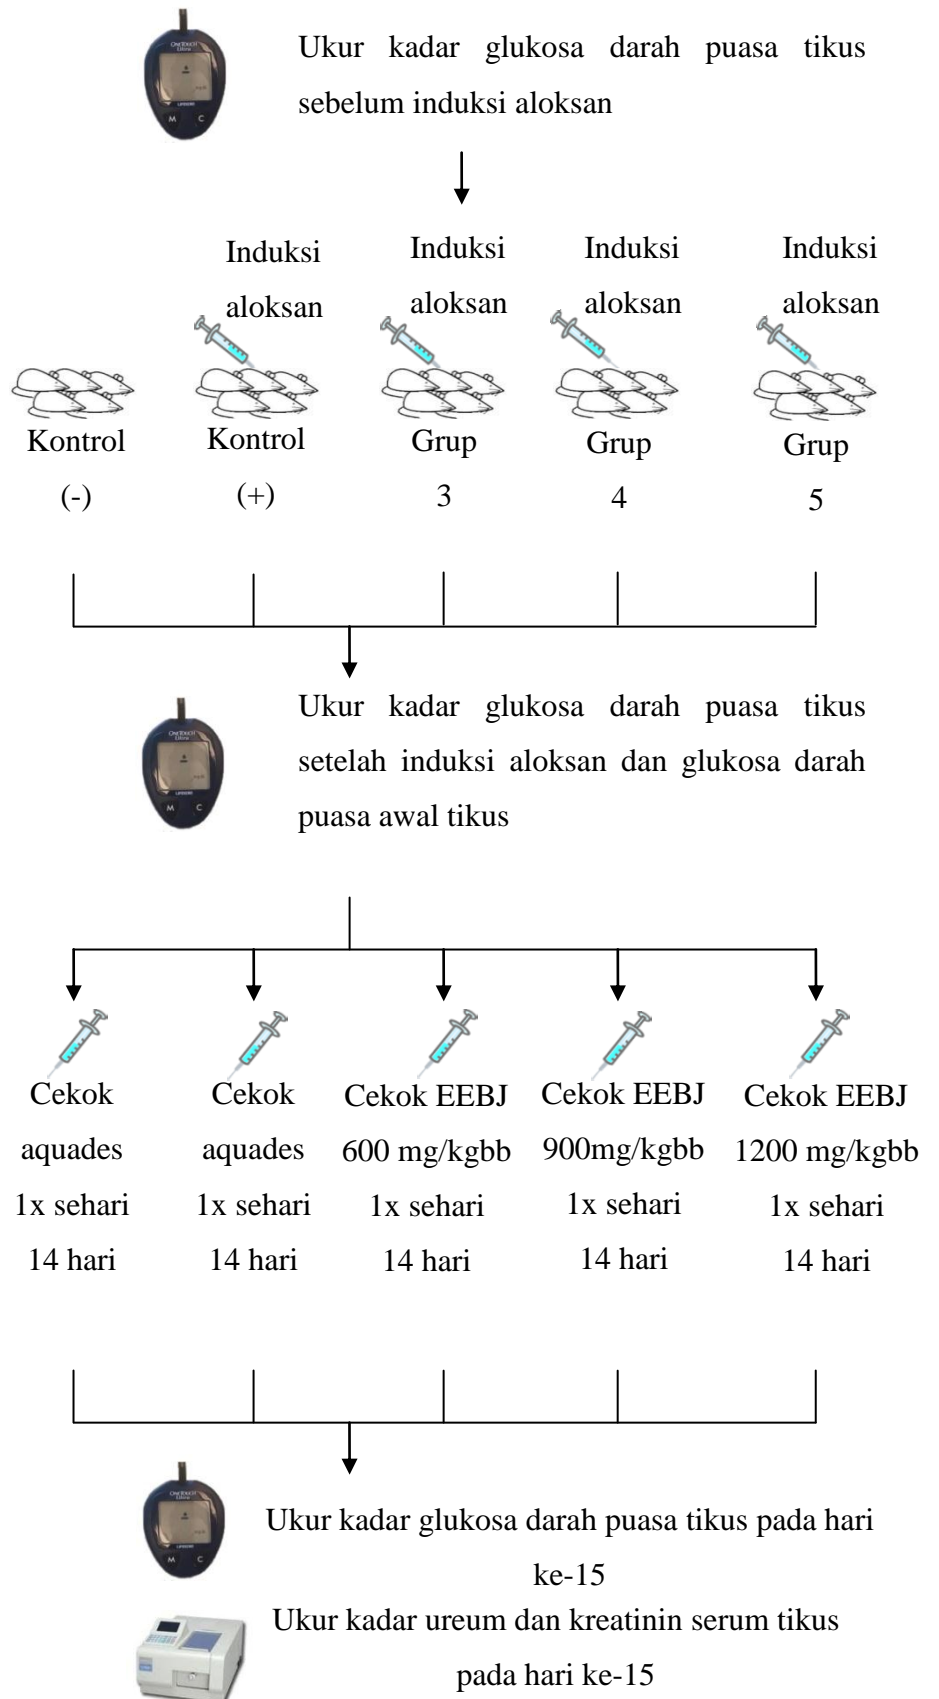 Ukur kadar glukosa darah puasa tikus
sebelum induksi aloksan
Induksi
aloksan
Induksi
aloksan
Induksi
aloksan
Induksi
aloksan
Kontrol
(-)
Kontrol
(+)
Grup
3
Grup
4
Grup
5
Ukur kadar glukosa darah puasa tikus
setelah induksi aloksan dan glukosa darah
puasa awal tikus
Cekok
aquades
1x sehari
14 hari
Cekok
aquades
1x sehari
14 hari
Cekok EEBJ
600 mg/kgbb
1x sehari
14 hari
Cekok EEBJ
900mg/kgbb
1x sehari
14 hari
Cekok EEBJ
1200 mg/kgbb
1x sehari
14 hari
Ukur kadar glukosa darah puasa tikus pada hari
ke-15
Ukur kadar ureum dan kreatinin serum tikus
pada hari ke-15